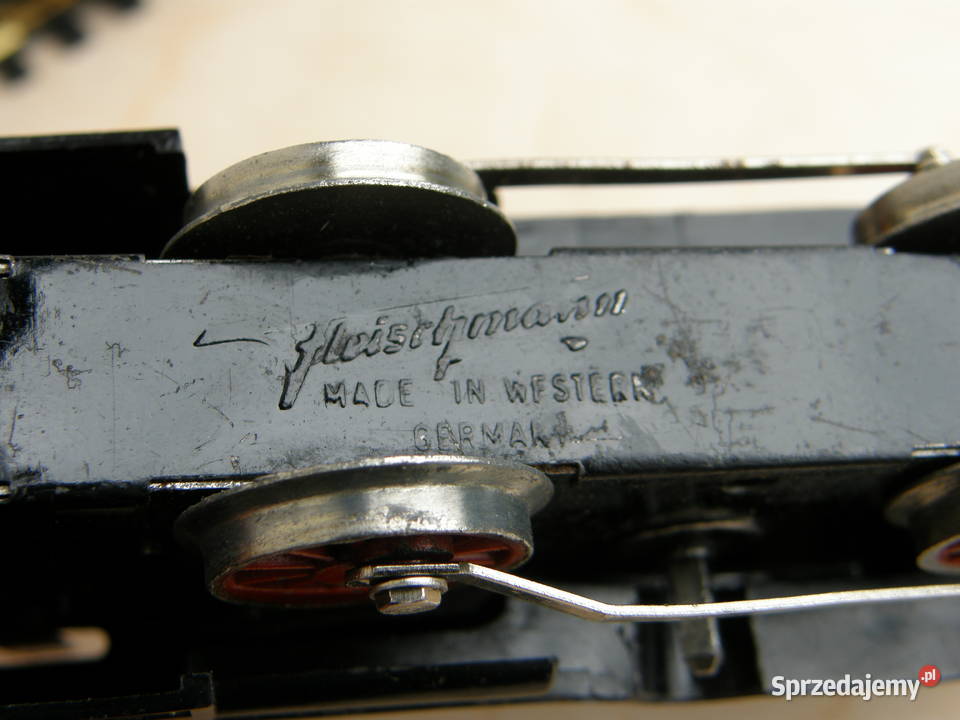 Fleischmann
MADE IN WESTERN
GERMANY
Sprzedajemy.pl